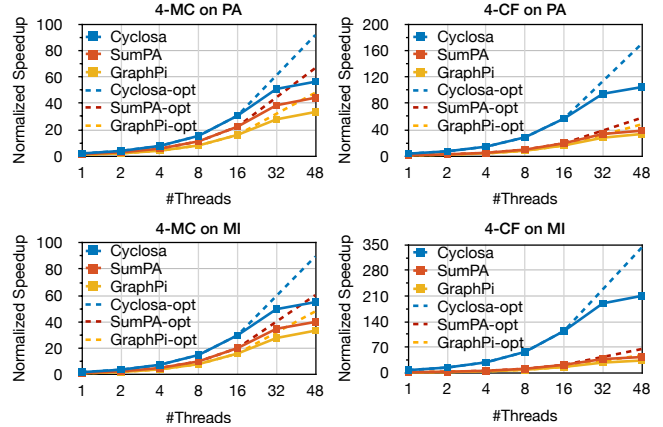 4-MC on PA
Normalized Speedup
100
80
60
40
20
0
Cyclosa
SumPA
GraphPi
Cyclosa-opt
SumPA-opt
GraphPi-opt
1 2 4 8 16 32 48
#Threads
4-CF on PA
Normalized Speedup
200
160
120
80
40
0
Cyclosa
SumPA
GraphPi
Cyclosa-opt
SumPA-opt
GraphPi-opt
1 2 4 8 16 32 48
#Threads
4-MC on MI
Normalized Speedup
100
80
60
40
20
0
Cyclosa
SumPA
GraphPi
Cyclosa-opt
SumPA-opt
GraphPi-opt
1 2 4 8 16 32 48
#Threads
4-CF on MI
Normalized Speedup
350
280
210
140
70
0
Cyclosa
SumPA
GraphPi
Cyclosa-opt
SumPA-opt
GraphPi-opt
1 2 4 8 16 32 48
#Threads